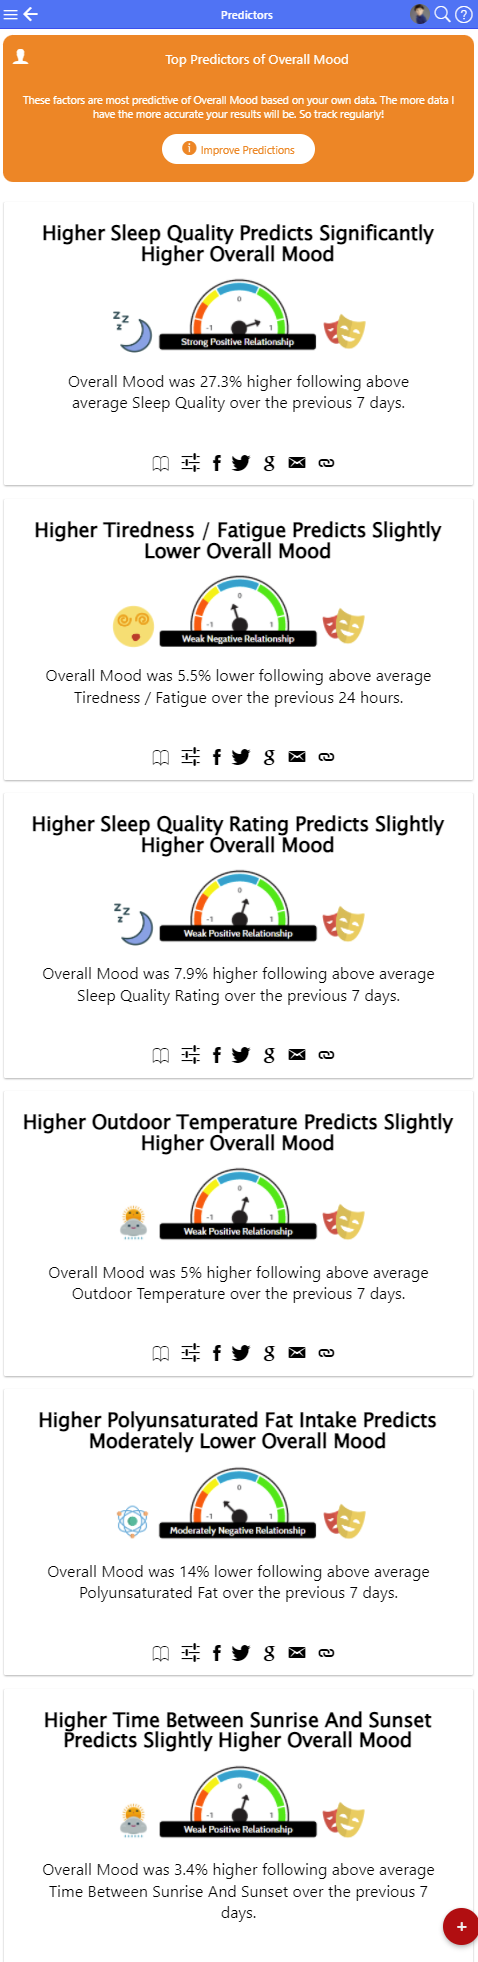 Predictors
Top Predictors of Overall Mood
These factors are most predictive of Overall Mood based on your own data. The more data I
have the more accurate your results will be. So track regularly!
Improve Predictions
Higher Sleep Quality Predicts Significantly
Higher Overall Mood
z z z
-1 0 1
Strong Positive Relationship
Overall Mood was 27.3% higher following above
average Sleep Quality over the previous 7 days.
Higher Tiredness / Fatigue Predicts Slightly
Lower Overall Mood
-1 0 1
Weak Negative Relationship
Overall Mood was 5.5% lower following above average
Tiredness / Fatigue over the previous 24 hours.
Higher Sleep Quality Rating Predicts Slightly
Higher Overall Mood
z z z
-1 0 1
Weak Positive Relationship
Overall Mood was 7.9% higher following above average
Sleep Quality Rating over the previous 7 days.
Higher Outdoor Temperature Predicts Slightly
Higher Overall Mood
-1 0 1
Weak Positive Relationship
Overall Mood was 5% higher following above average
Outdoor Temperature over the previous 7 days.
Higher Polyunsaturated Fat Intake Predicts
Moderately Lower Overall Mood
-1 0 1
Moderately Negative Relationship
Overall Mood was 14% lower following above average
Polyunsaturated Fat over the previous 7 days.
Higher Time Between Sunrise And Sunset
Predicts Slightly Higher Overall Mood
-1 0 1
Weak Positive Relationship
Overall Mood was 3.4% higher following above average
Time Between Sunrise And Sunset over the previous 7
days.